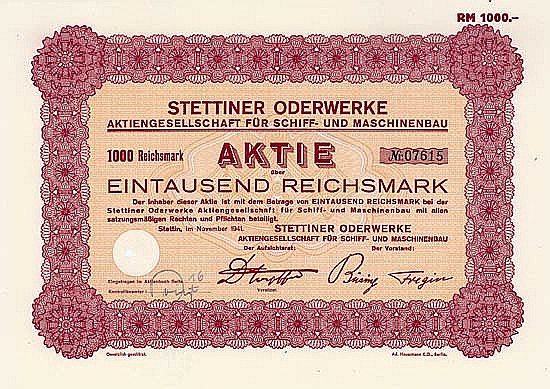 RM 1000.–
STETTINER ODERWERKE
AKTIENGESELLSCHAFT FÜR SCHIFF- UND MASCHINENBAU
1000 Reichsmark AKTIE № 07615
über
EINTAUSEND REICHSMARK
Der Inhaber dieser Aktie ist mit dem Betrage von EINTAUSEND REICHSMARK bei der
Stettiner Oderwerke Aktiengesellschaft für Schiff- und Maschinenbau mit allen
satzungsmäßigen Rechten und Pflichten beteiligt.
Stettin, im November 1941.
STETTINER ODERWERKE
AKTIENGESELLSCHAFT FÜR SCHIFF- UND MASCHINENBAU
Der Aufsichtsrat: Der Vorstand:
Eingetragen im Aktienbuch Seite 16
Kontrollbeamter:
Vorsitzer.
Gesetzlich geschützt.
Ad. Haussmann K.G., Berlin.